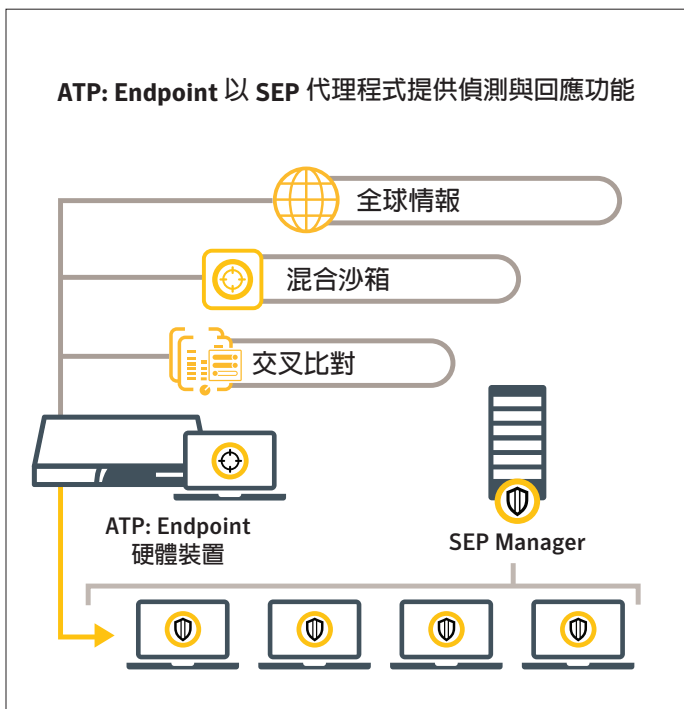 ATP: Endpoint 以 SEP 代理程式提供偵測與回應功能
全球情報
混合沙箱
交叉比對
ATP: Endpoint
硬體裝置
SEP Manager